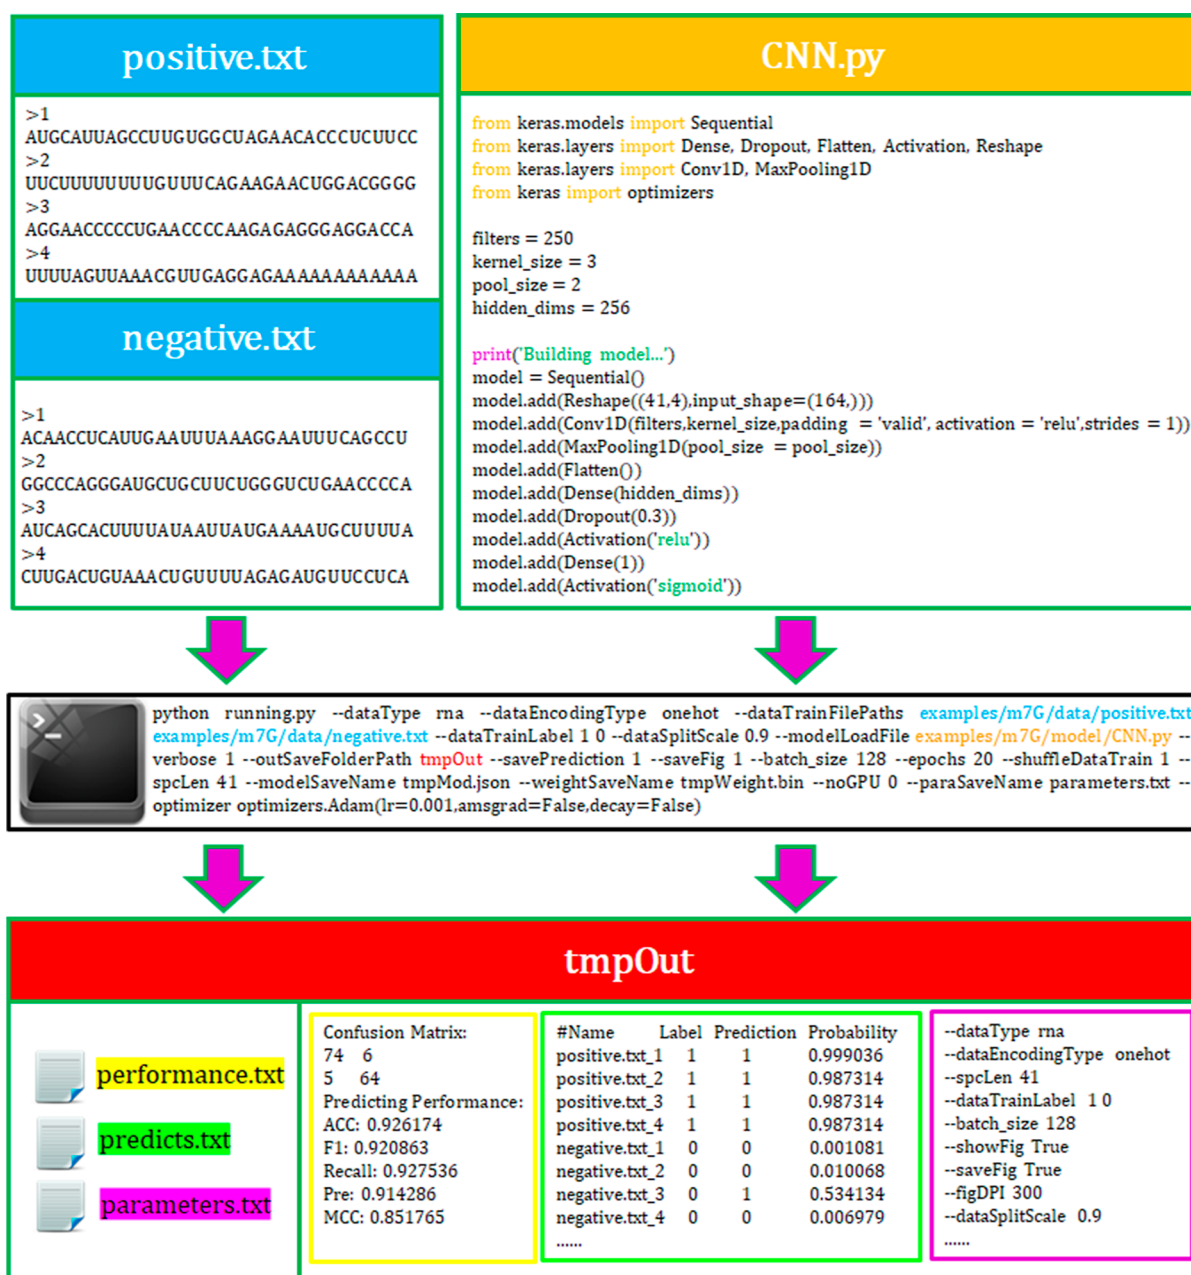 positive.txt
>1
AUGCAUUAGCCUUGUGGCUAGAACACCCUCUUCC
>2
UUCUUUUUUUUGUUUCAGAAGAACUGGACGGGG
>3
AGGAACCCCCUGAACCCCAAGAGAGGGAGGACCA
>4
UUUUAGUUAAACGUUGAGGAGAAAAAAAAAAAA
negative.txt
>1
ACAACCUCAUUGAAUUUAAAGGAAUUUCAGCCU
>2
GGCCCAGGGAUGCUGCUUCUGGGUCUGAACCCCA
>3
AUCAGCACUUUUAUAAUUAUGAAAAUGCUUUUA
>4
CUUGACUGUAAACUGUUUUAGAGAUGUUCCUCA
CNN.py
from keras.models import Sequential
from keras.layers import Dense, Dropout, Flatten, Activation, Reshape
from keras.layers import Conv1D, MaxPooling1D
from keras import optimizers
filters = 250
kernel_size = 3
pool_size = 2
hidden_dims = 256
print('Building model...')
model = Sequential()
model.add(Reshape((41,4),input_shape=(164,)))
model.add(Conv1D(filters,kernel_size,padding = 'valid', activation = 'relu',strides = 1))
model.add(MaxPooling1D(pool_size = pool_size))
model.add(Flatten())
model.add(Dense(hidden_dims))
model.add(Dropout(0.3))
model.add(Activation('relu'))
model.add(Dense(1))
model.add(Activation('sigmoid'))
python running.py --dataType rna --dataEncodingType onehot --dataTrainFilePaths examples/m7G/data/positive.txt
examples/m7G/data/negative.txt --dataTrainLabel 1 0 --dataSplitScale 0.9 --modelLoadFile examples/m7G/model/CNN.py --
verbose 1 --outSaveFolderPath tmpOut --savePrediction 1 --saveFig 1 --batch_size 128 --epochs 20 --shuffleDataTrain 1 --
spcLen 41 --modelSaveName tmpMod.json --weightSaveName tmpWeight.bin --noGPU 0 --paraSaveName parameters.txt --
optimizer optimizers.Adam(lr=0.001,amsgrad=False,decay=False)
tmpOut
performance.txt
predicts.txt
parameters.txt
Confusion Matrix:
74 6
5 64
Predicting Performance:
ACC: 0.926174
F1: 0.920863
Recall: 0.927536
Pre: 0.914286
MCC: 0.851765
#Name Label Prediction Probability
positive.txt_1 1 1 0.999036
positive.txt_2 1 1 0.987314
positive.txt_3 1 1 0.987314
positive.txt_4 1 1 0.987314
negative.txt_1 0 0 0.001081
negative.txt_2 0 0 0.010068
negative.txt_3 0 1 0.534134
negative.txt_4 0 0 0.006979
......
--dataType rna
--dataEncodingType onehot
--spcLen 41
--dataTrainLabel 1 0
--batch_size 128
--showFig True
--saveFig True
--figDPI 300
--dataSplitScale 0.9
......